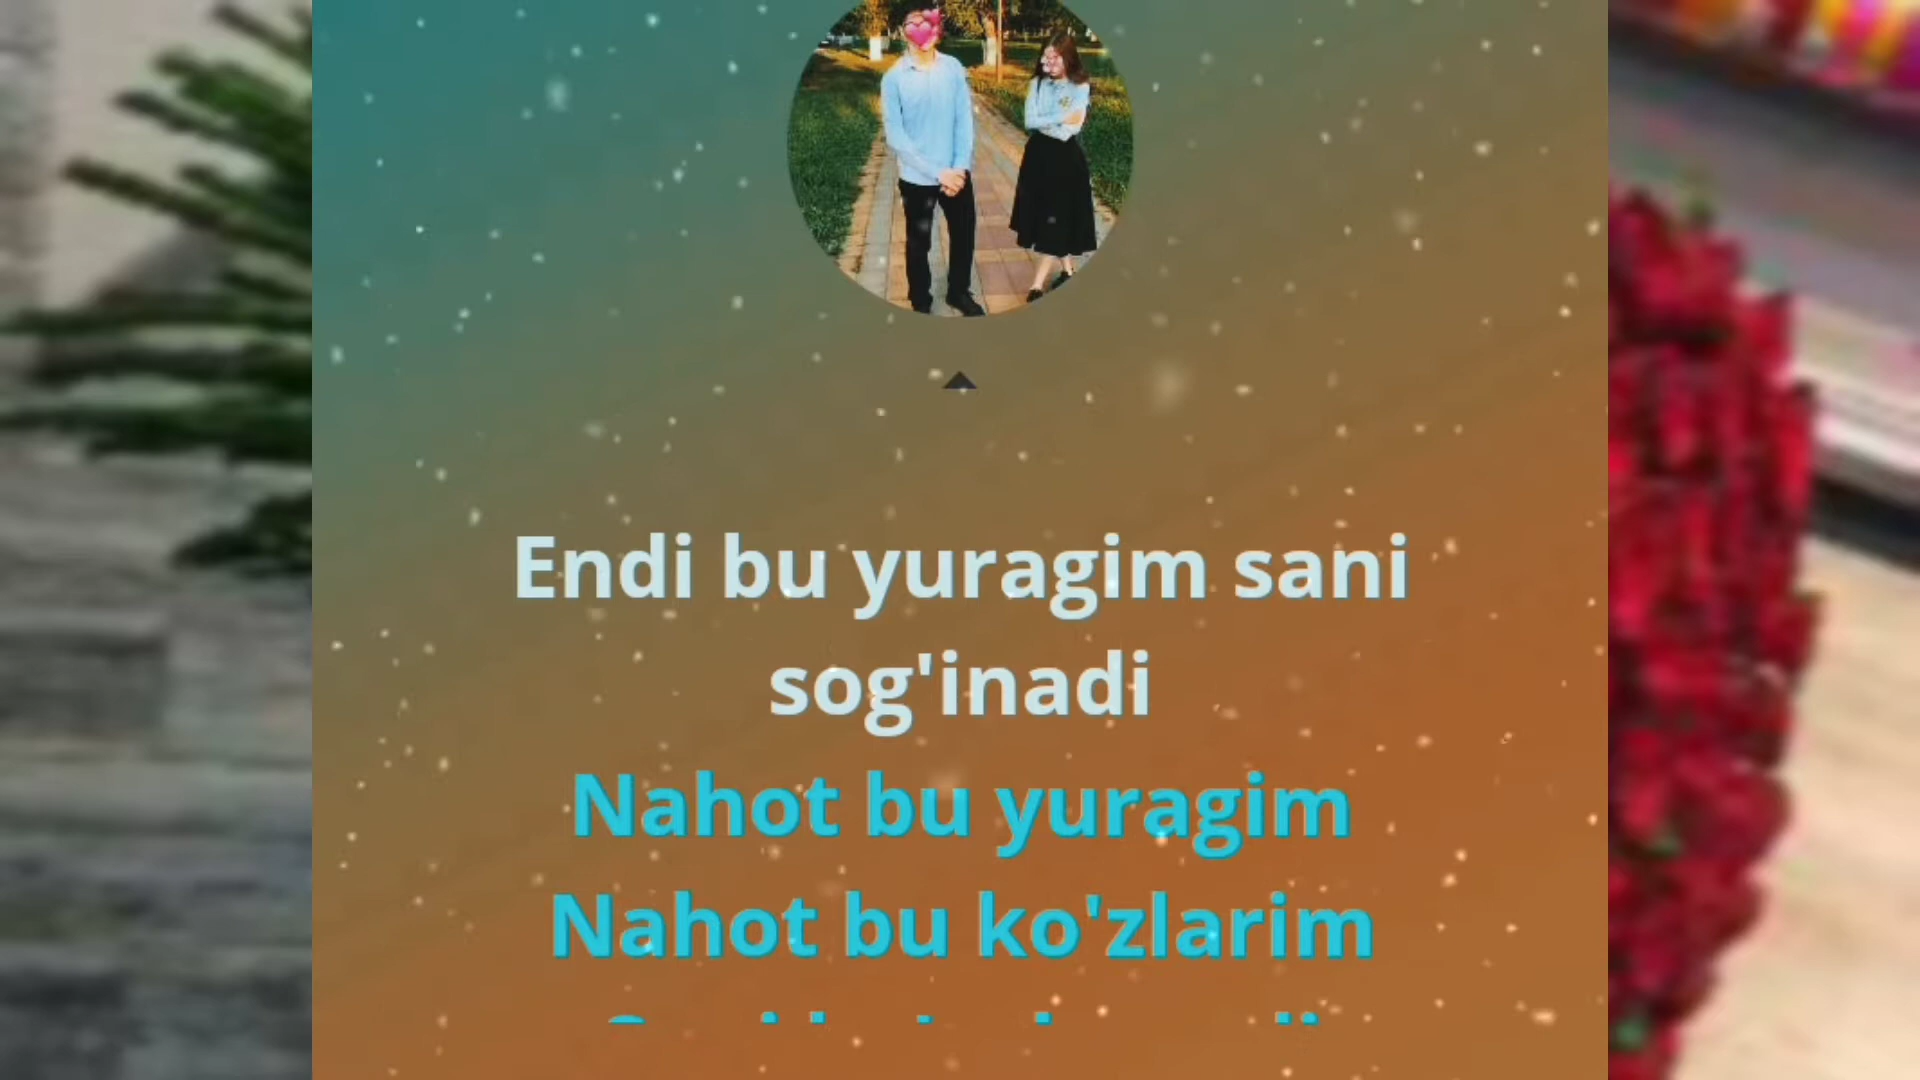 Endi bu yuragim sani
sog'inadi
Nahot bu yuragim
Nahot bu ko'zlarim